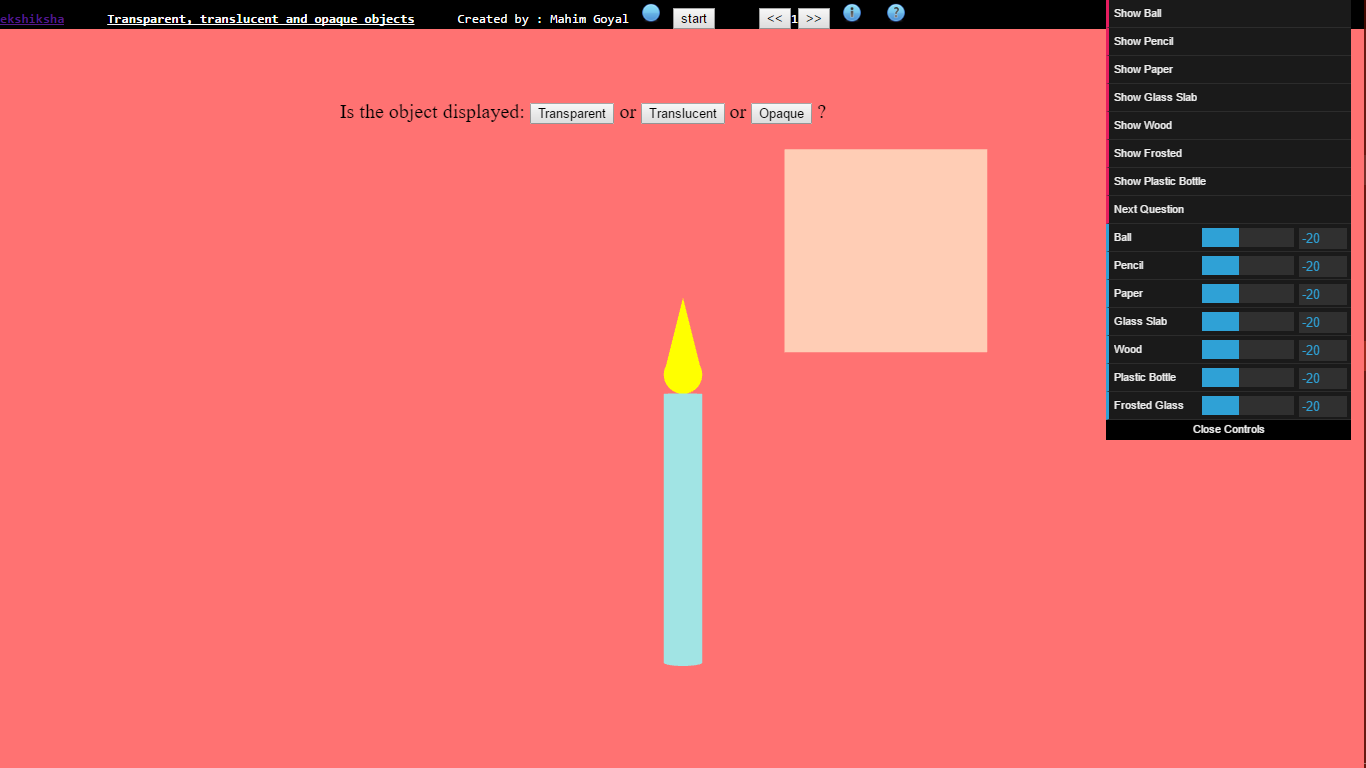 ekshiksha Transparent, translucent and opaque objects Created by : Mahim Goyal start << 1 >> i ?
Is the object displayed: Transparent or Translucent or Opaque ?
Show Ball
Show Pencil
Show Paper
Show Glass Slab
Show Wood
Show Frosted
Show Plastic Bottle
Next Question
Ball -20
Pencil -20
Paper -20
Glass Slab -20
Wood -20
Plastic Bottle -20
Frosted Glass -20
Close Controls